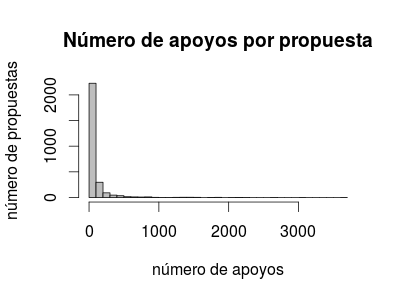 Número de apoyos por propuesta
número de propuestas
2000
1000
0
0 1000 2000 3000
número de apoyos